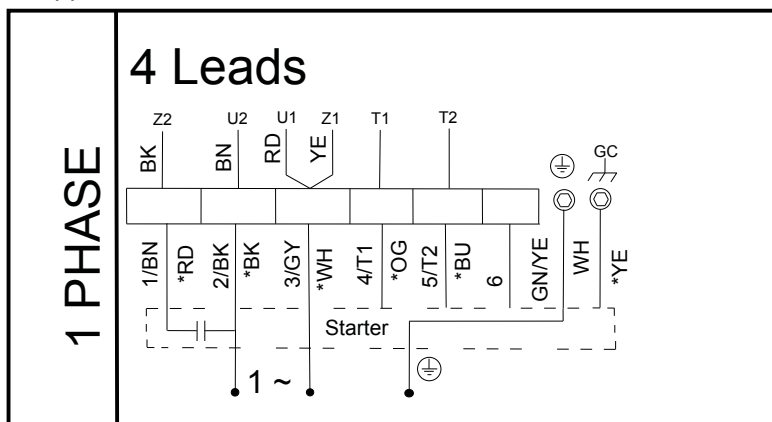 1 PHASE
4 Leads
Z2 U2 U1 Z1 T1 T2
GC
BK BN RD YE
1/BN *RD 2/BK *BK 3/GY *WH 4/T1 *OG 5/T2 *BU 6 GN/YE WH *YE
Starter
1 ~